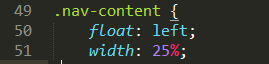 49 .nav-content {
50 float: left;
51 width: 25%;